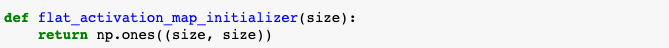 def flat_activation_map_initializer(size):
    return np.ones((size, size))